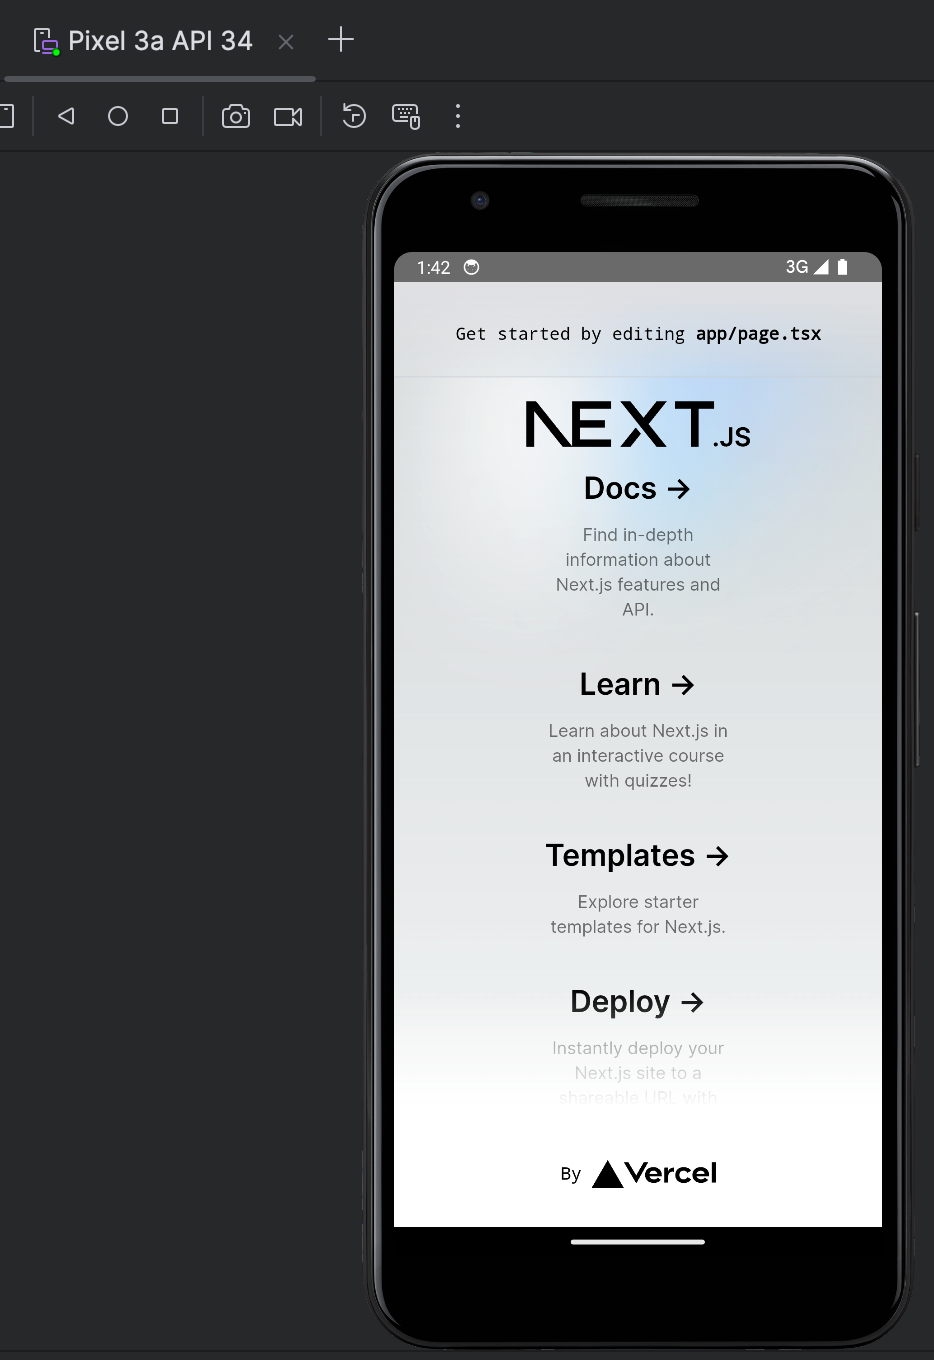 Pixel 3a API 34
1:42
3G
Get started by editing app/page.tsx
NEXT.JS
Docs →
Find in-depth
information about
Next.js features and
API.
Learn →
Learn about Next.js in
an interactive course
with quizzes!
Templates →
Explore starter
templates for Next.js.
Deploy →
Instantly deploy your
Next.js site to a
shareable URL with
By Vercel